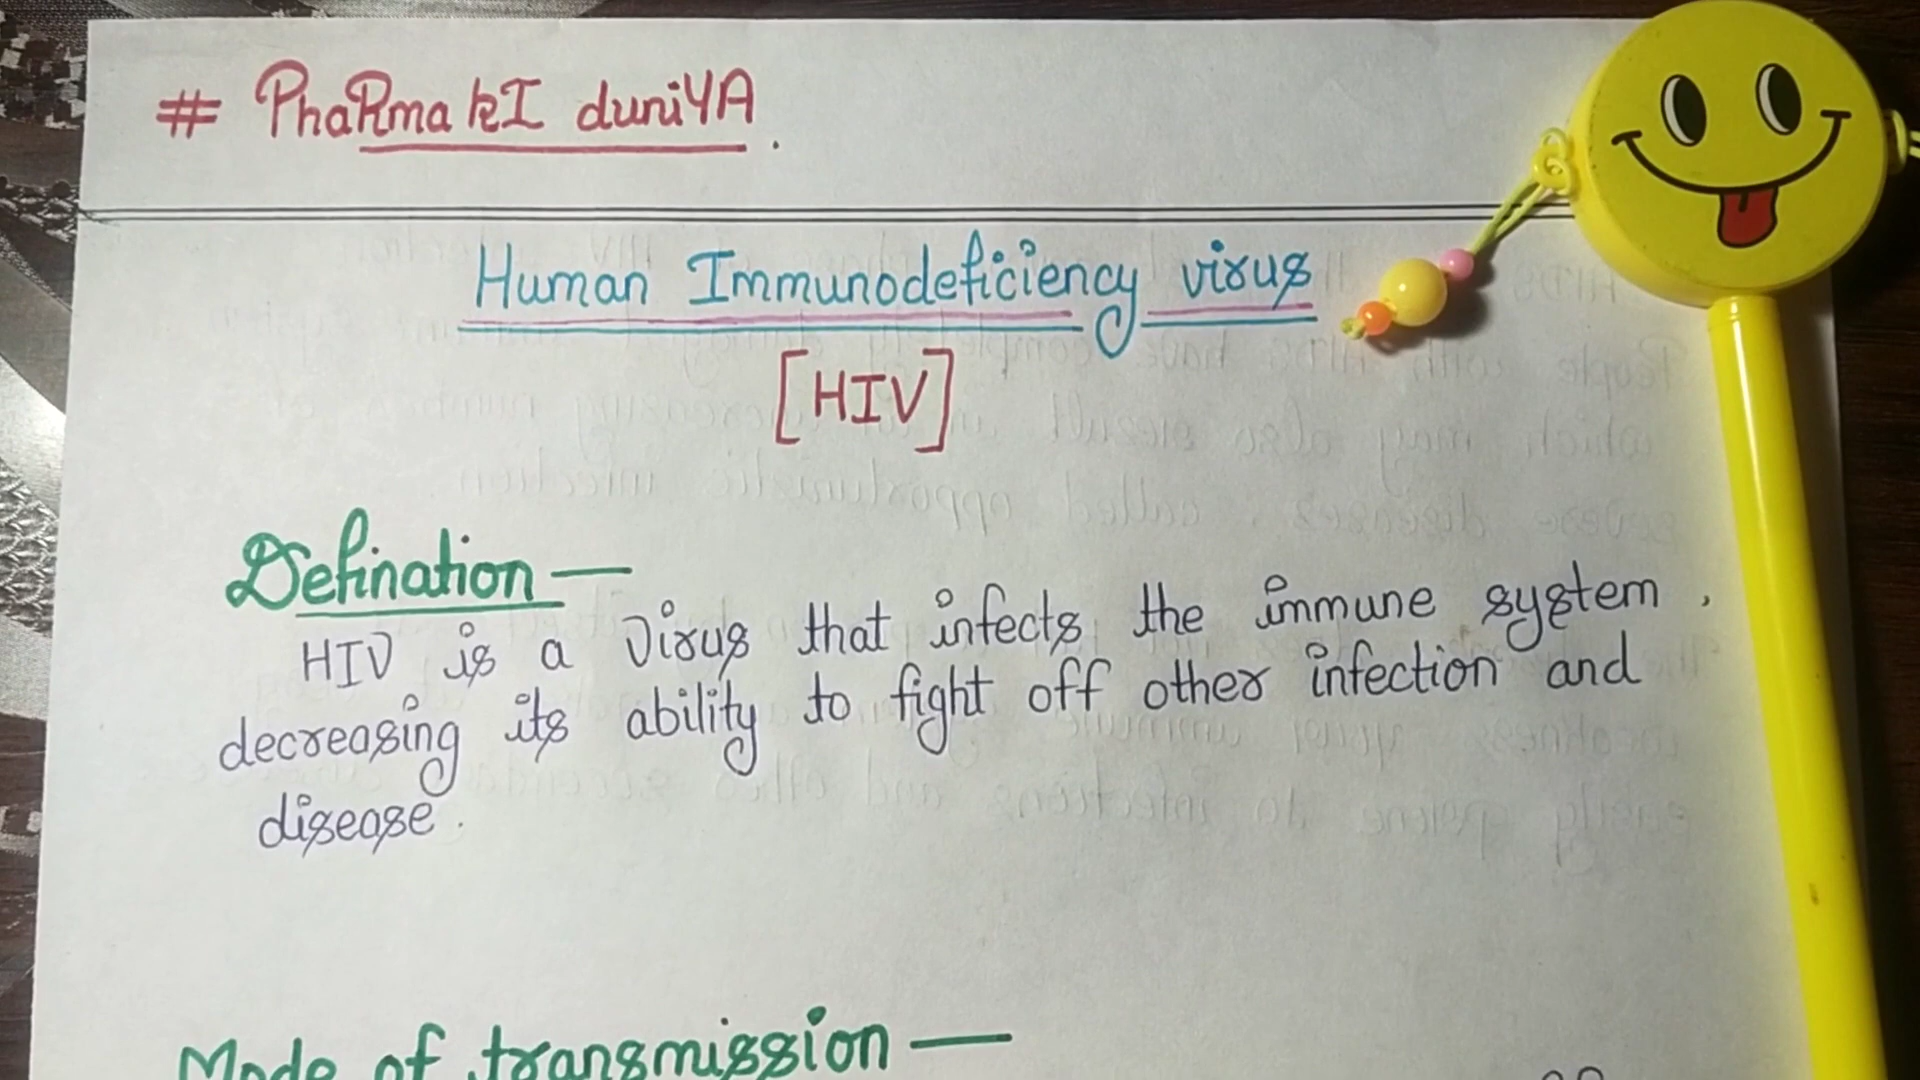 # PhaRma kI duniYA.
Human Immunodeficiency virus
[HIV]
Defination —
HIV is a Virus that infects the immune system,
decreasing its ability to fight off other infection and
disease.
Mode of transmission —